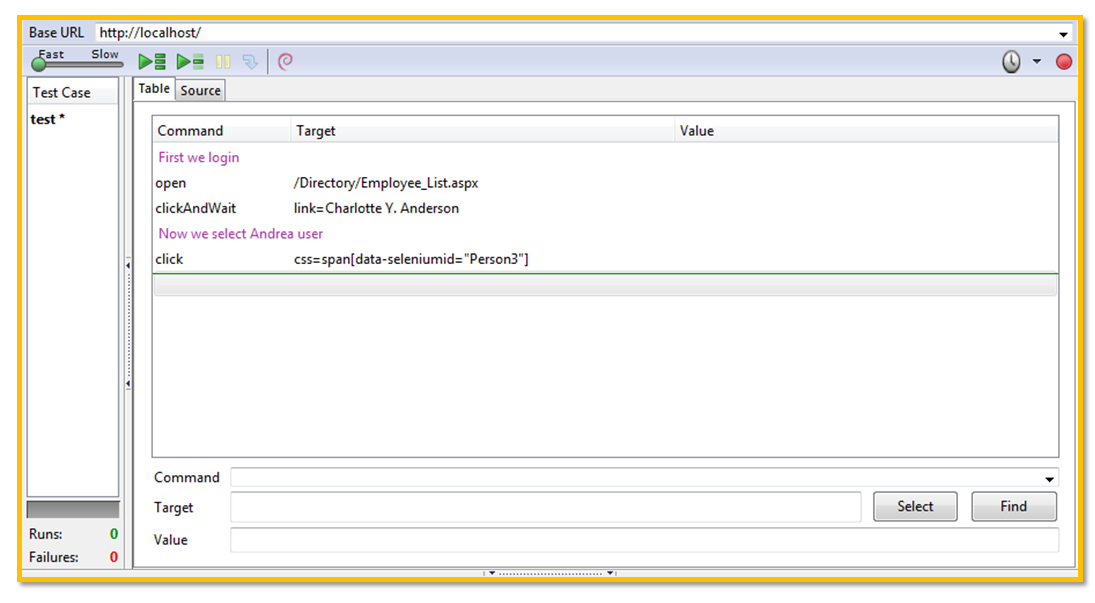 Base URL http://localhost/
Fast Slow
Test Case
Table Source
test *
Command Target Value
First we login
open /Directory/Employee_List.aspx
clickAndWait link=Charlotte Y. Anderson
Now we select Andrea user
click css=span[data-seleniumid="Person3"]
Command
Target Select Find
Value
Runs: 0
Failures: 0